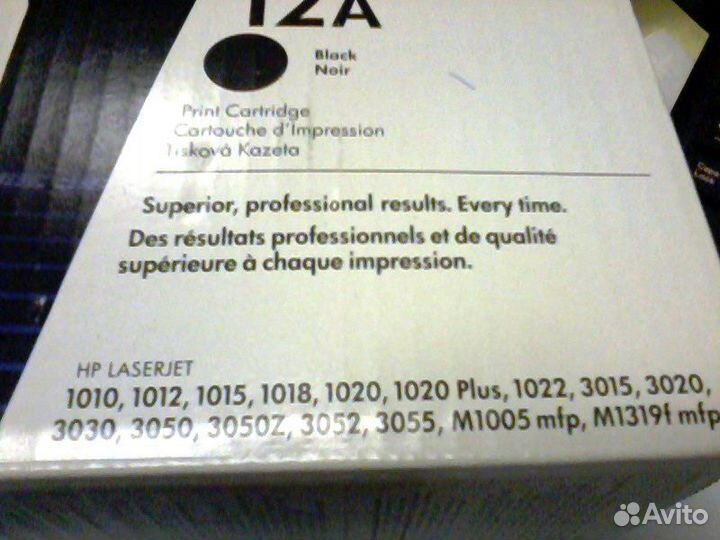 12A
Black
Noir
Print Cartridge
Cartouche d'Impression
Tisková Kazeta
Superior, professional results. Every time.
Des résultats professionnels et de qualité
supérieure à chaque impression.
HP LASERJET
1010, 1012, 1015, 1018, 1020, 1020 Plus, 1022, 3015, 3020,
3030, 3050, 3050Z, 3052, 3055, M1005 mfp, M1319f mfp
Avito